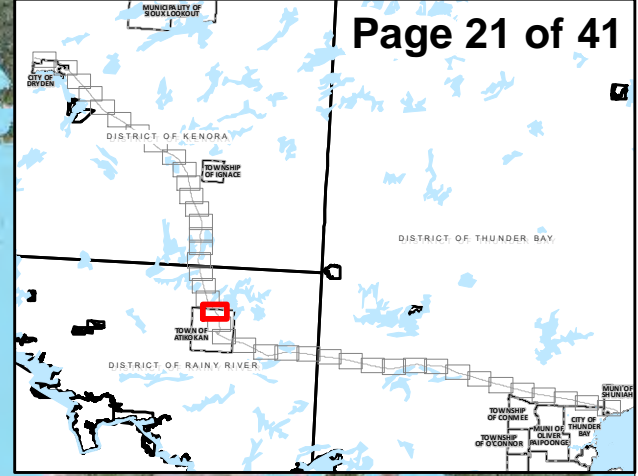 MUNICIPALITY OF
SIOUX LOOKOUT
Page 21 of 41
CITY OF
DRYDEN
DISTRICT OF KENORA
TOWNSHIP
OF IGNACE
DISTRICT OF THUNDER BAY
TOWN OF
ATIKOKAN
DISTRICT OF RAINY RIVER
MUNI OF
SHUNIAH
TOWNSHIP
OF CONMEE
CITY OF
THUNDER
BAY
MUNI OF
OLIVER
PAIPOONGE
TOWNSHIP
OF O'CONNOR